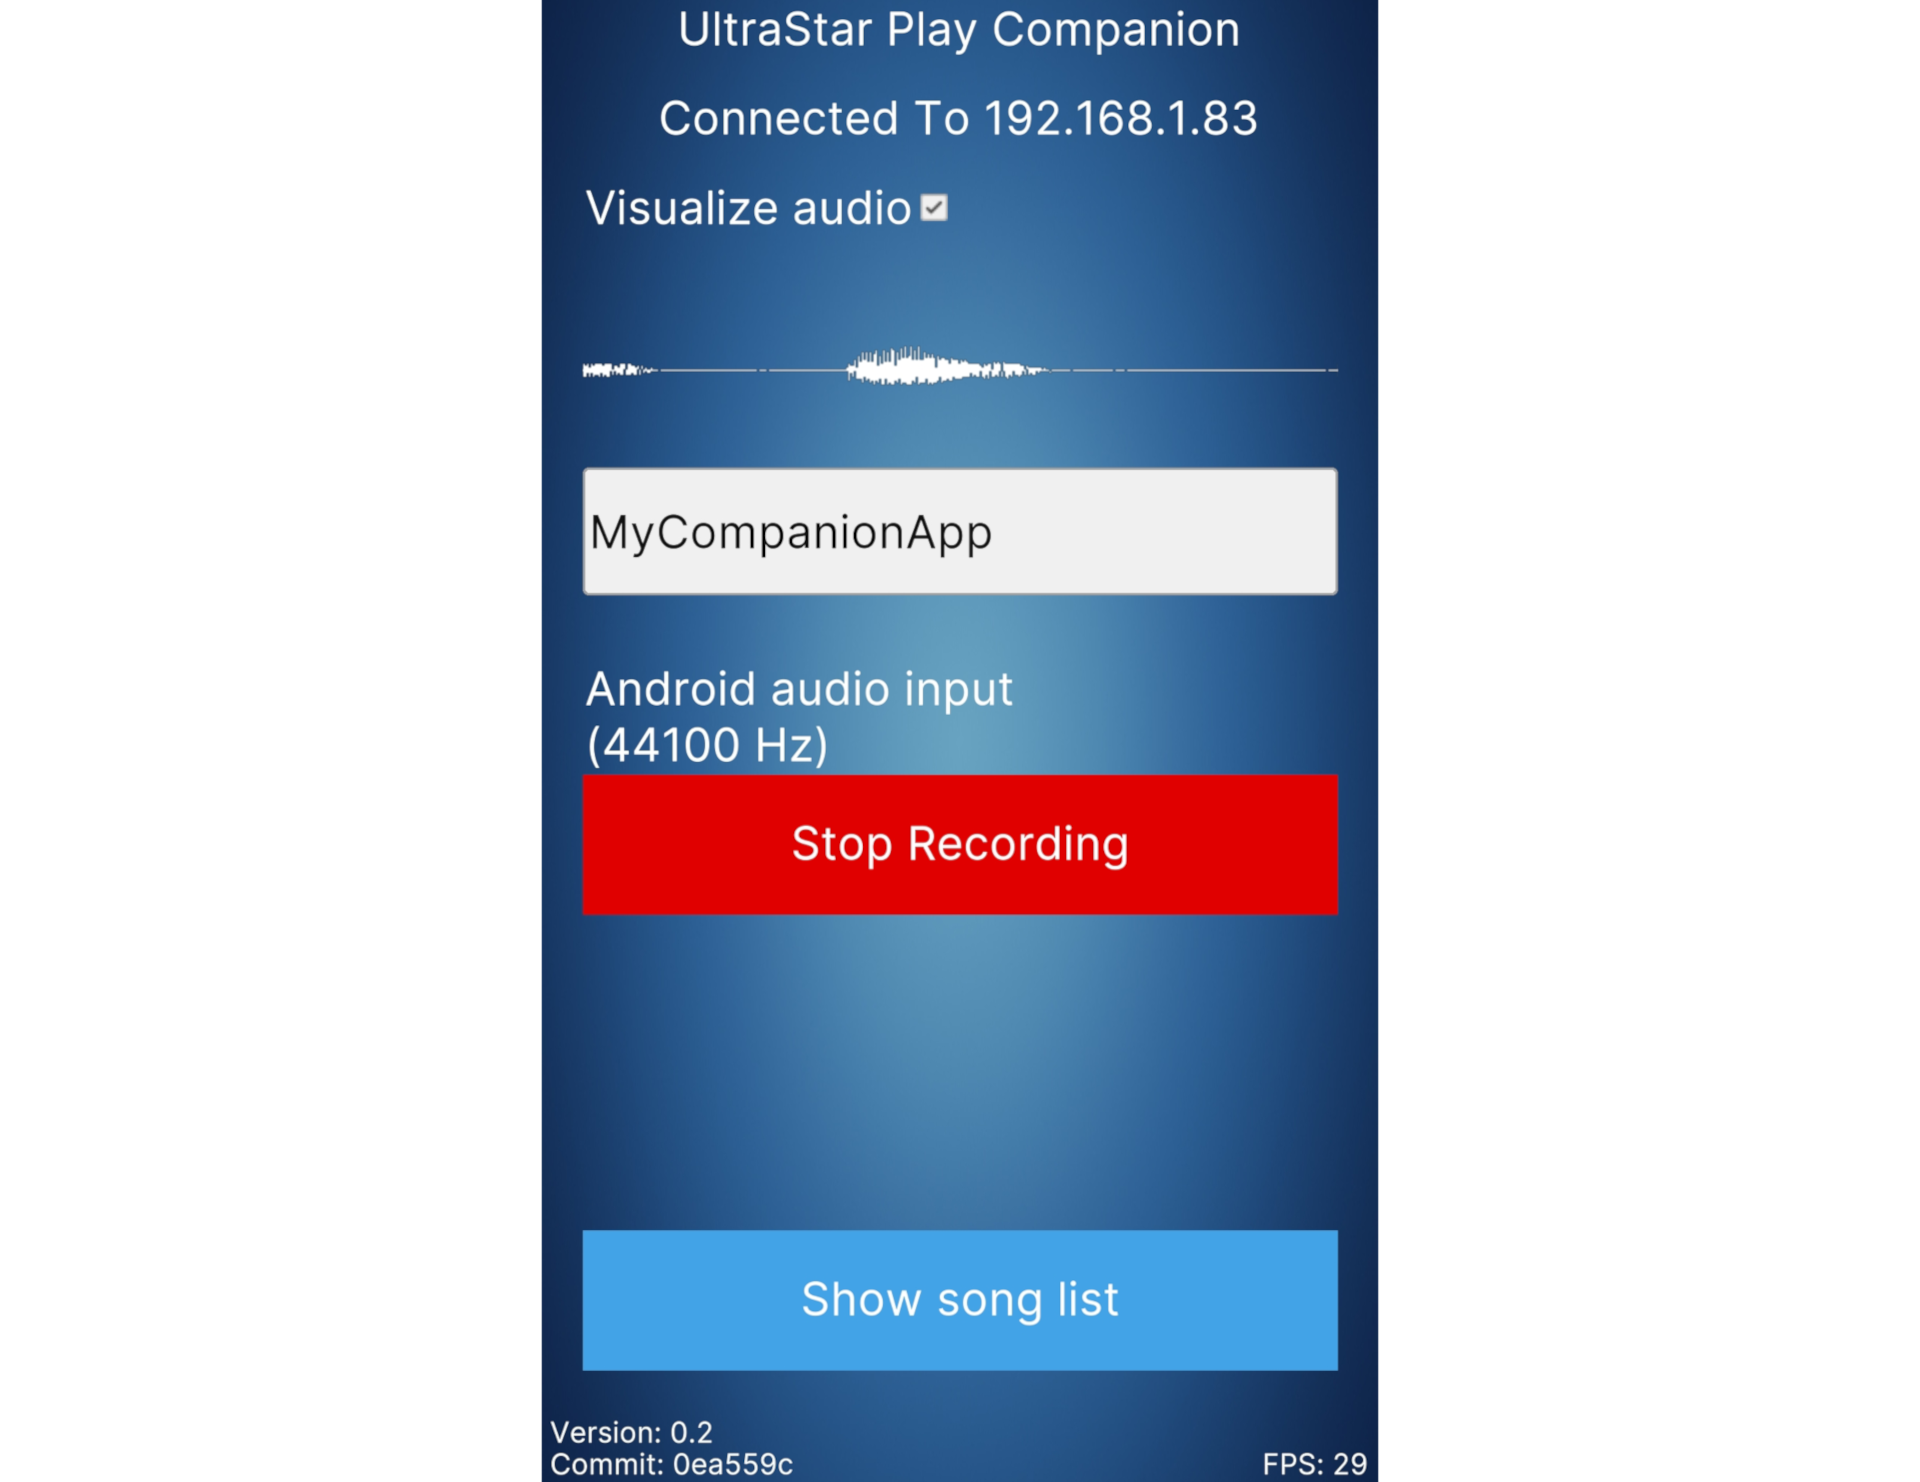 UltraStar Play Companion
Connected To 192.168.1.83
Visualize audio
MyCompanionApp
Android audio input
(44100 Hz)
Stop Recording
Show song list
Version: 0.2
Commit: 0ea559c
FPS: 29